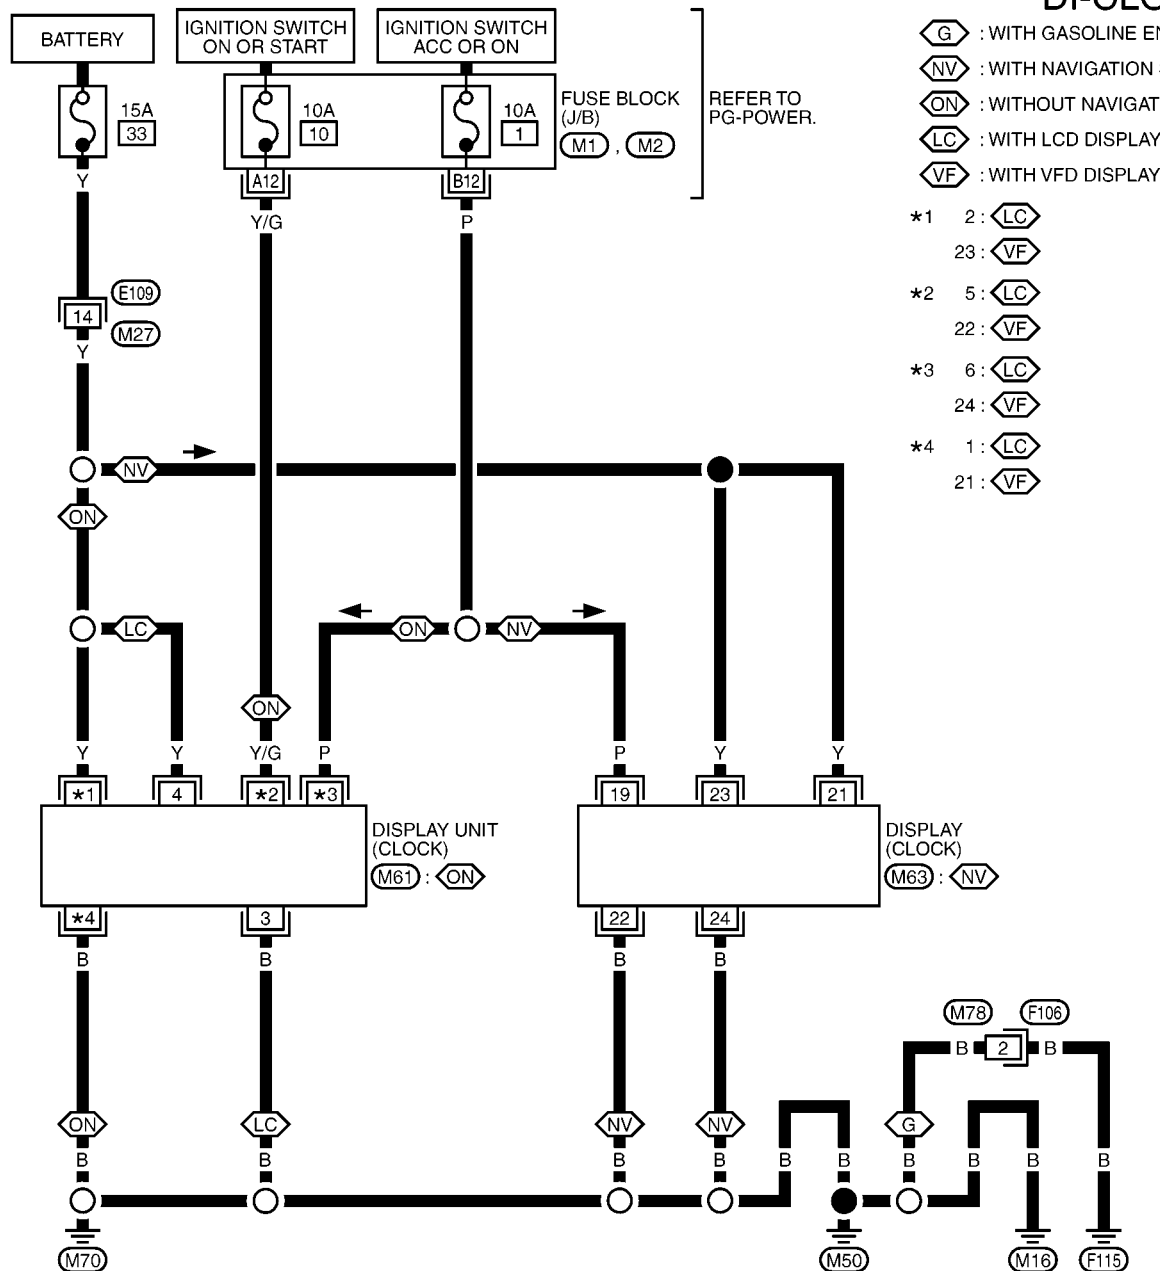 DI-CLO
BATTERY
IGNITION SWITCH
ON OR START
IGNITION SWITCH
ACC OR ON
15A
33
10A
10
10A
1
FUSE BLOCK
(J/B)
M1 , M2
REFER TO
PG-POWER.
G : WITH GASOLINE EN
NV : WITH NAVIGATION
ON : WITHOUT NAVIGAT
LC : WITH LCD DISPLAY
VF : WITH VFD DISPLAY
*1 2 : LC
23 : VF
*2 5 : LC
22 : VF
*3 6 : LC
24 : VF
*4 1 : LC
21 : VF
A12
B12
Y
Y/G
P
E109
14
M27
Y
NV
ON
LC
ON
NV
ON
Y
Y
Y/G
P
P
Y
Y
*1
4
*2
*3
19
23
21
DISPLAY UNIT
(CLOCK)
M61 : ON
DISPLAY
(CLOCK)
M63 : NV
*4
3
22
24
B
B
B
B
M78
F106
B
2
B
ON
LC
NV
NV
G
B
B
B
B
B
B
B
B
B
B
M70
M50
M16
F115